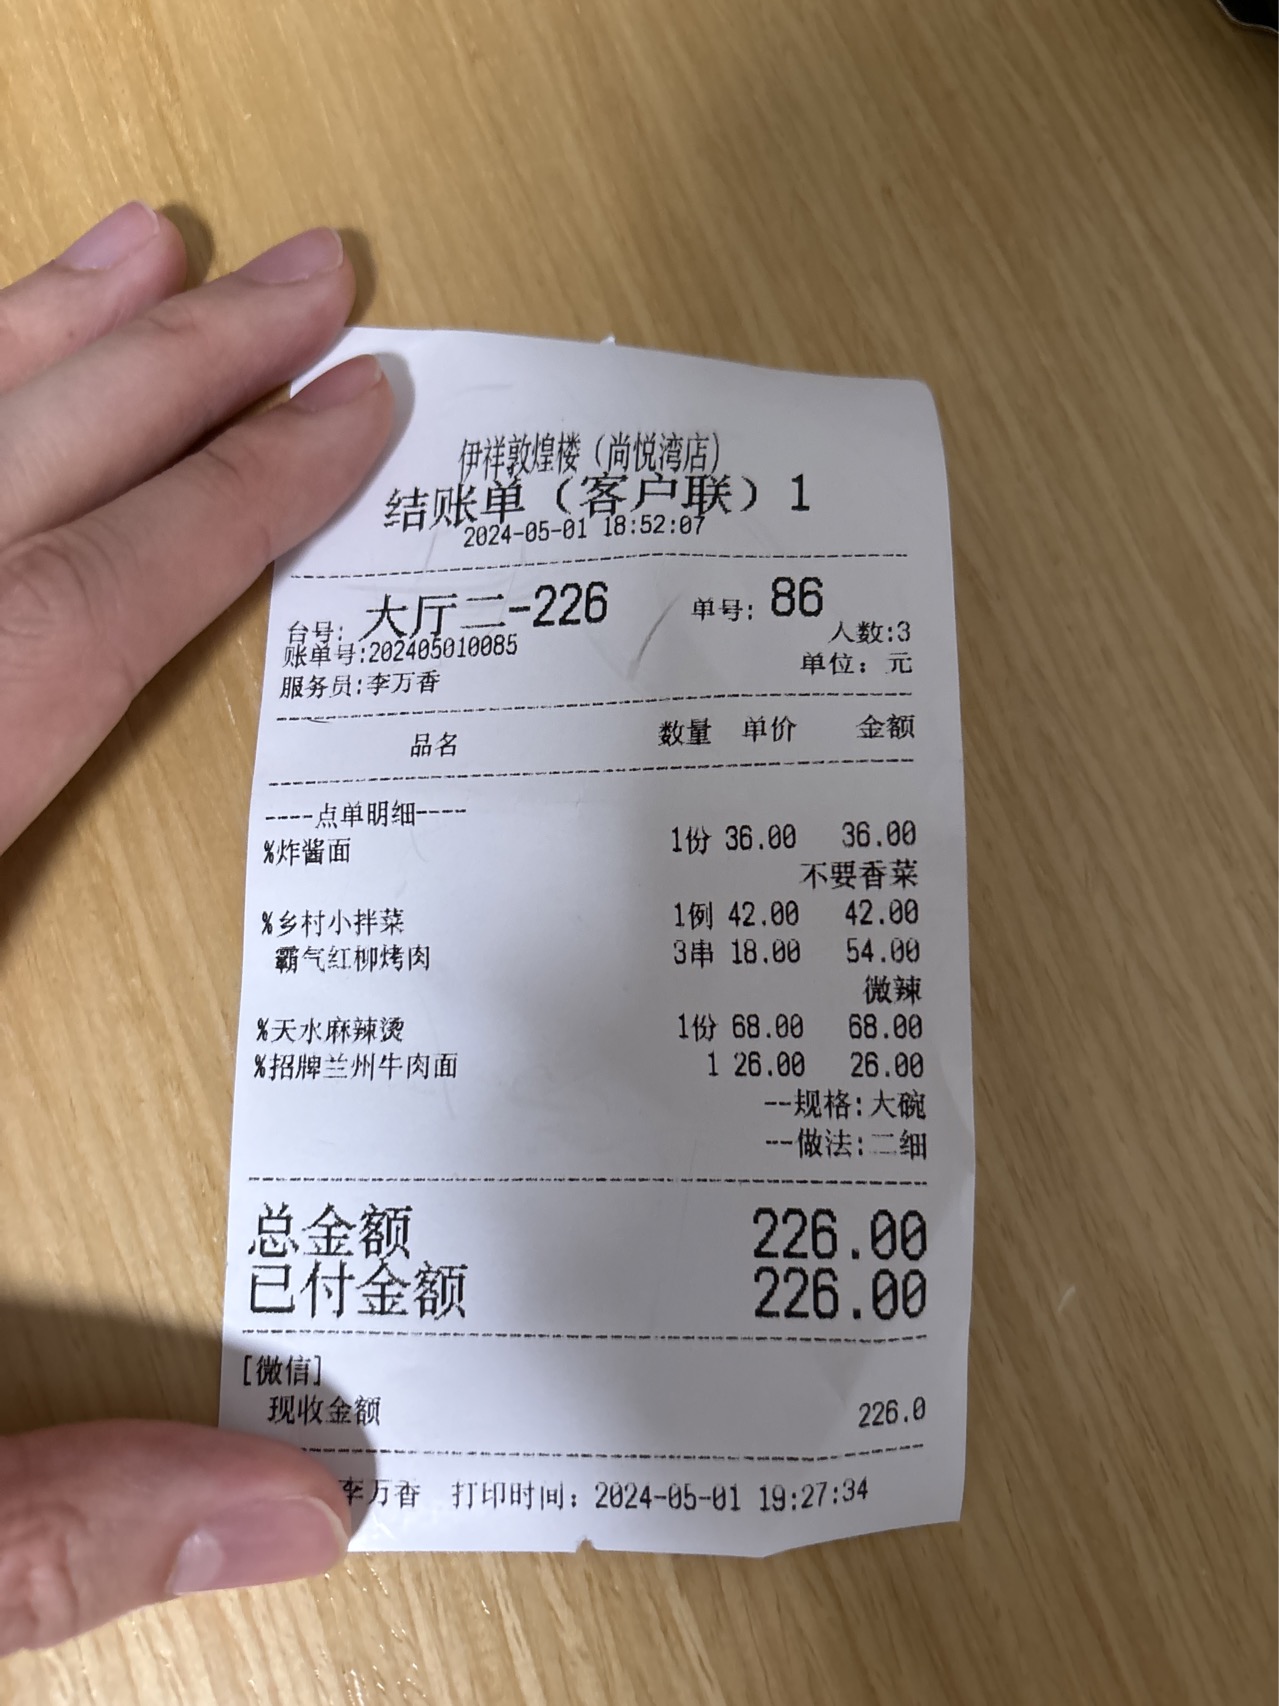 伊祥敦煌楼（尚悦湾店）
结账单（客户联）1
2024-05-01 18:52:07
台号: 大厅二-226 单号: 86
人数:3
账单号:202405010085
单位：元
服务员:李万香
品名 数量 单价 金额
----点单明细----
%炸酱面 1份 36.00 36.00
不要香菜
%乡村小拌菜 1例 42.00 42.00
霸气红柳烤肉 3串 18.00 54.00
微辣
%天水麻辣烫 1份 68.00 68.00
%招牌兰州牛肉面 1 26.00 26.00
--规格:大碗
--做法:二细
总金额 226.00
已付金额 226.00
[微信]
现收金额 226.0
李万香 打印时间：2024-05-01 19:27:34